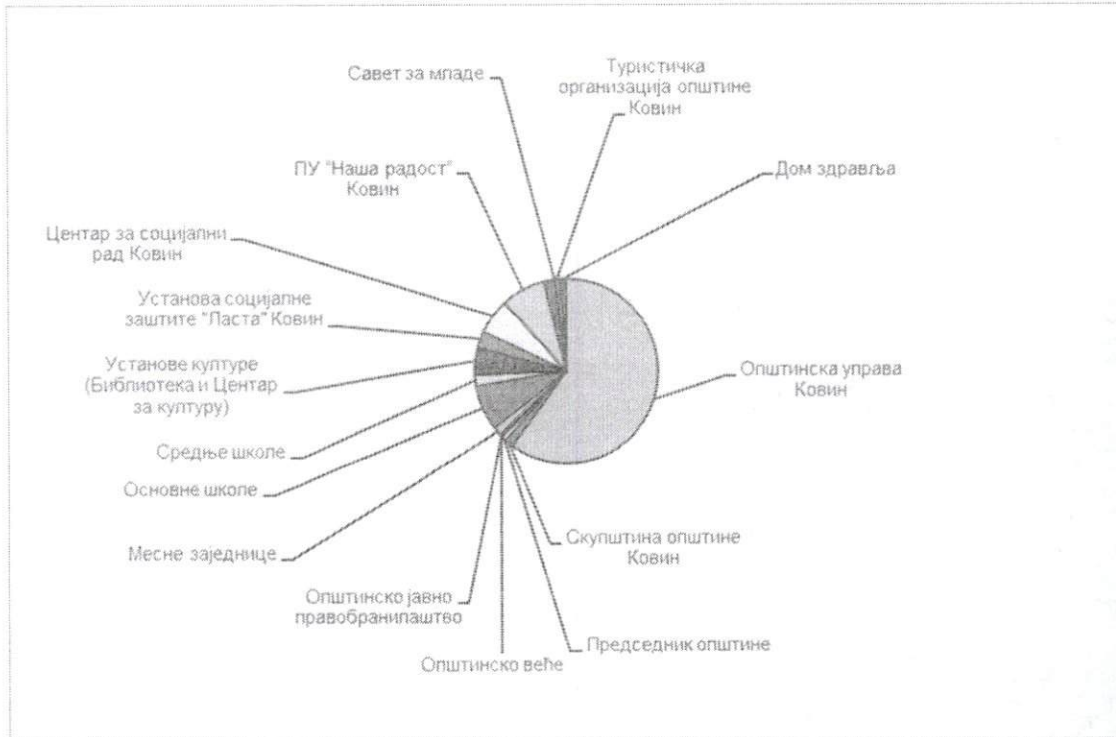 Савет за младе
Туристичка
организација општине
Ковин
ПУ "Наша радост"
Ковин
Дом здравља
Центар за социјални
рад Ковин
Установа социјалне
заштите "Ласта" Ковин
Установе културе
(Библиотека и Центар
за културу)
Општинска управа
Ковин
Средње школе
Основне школе
Месне заједнице
Скупштина општине
Ковин
Општинско јавно
правобранилаштво
Председник општине
Општинско веће